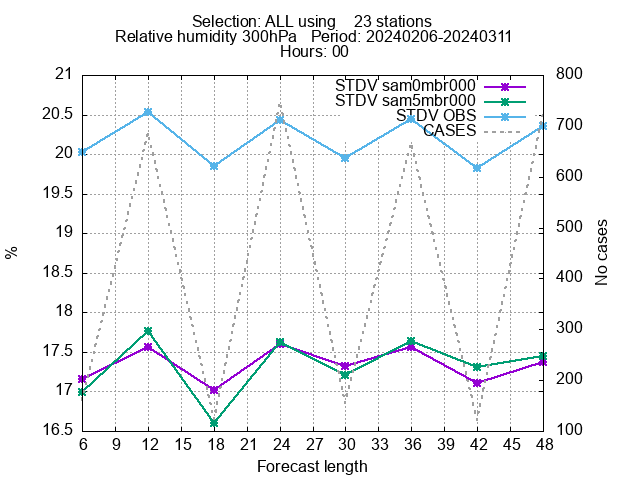 Selection: ALL using    23 stations
Relative humidity 300hPa   Period: 20240206-20240311
Hours: 00
STDV sam0mbr000
STDV sam5mbr000
STDV OBS
CASES
21
20.5
20
19.5
19
18.5
18
17.5
17
16.5
%
800
700
600
500
400
300
200
100
No cases
6 9 12 15 18 21 24 27 30 33 36 39 42 45 48
Forecast length